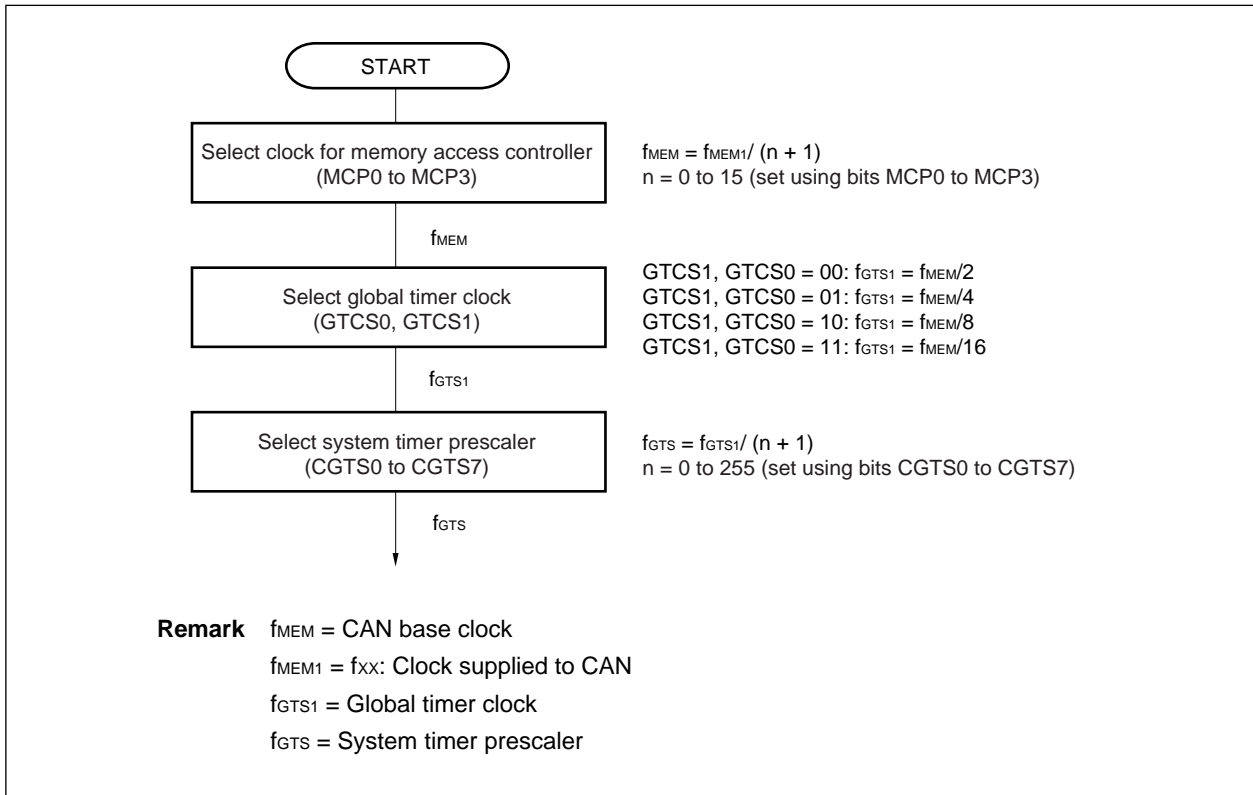 START
Select clock for memory access controller
(MCP0 to MCP3)
fMEM = fMEM1/ (n + 1)
n = 0 to 15 (set using bits MCP0 to MCP3)
fMEM
Select global timer clock
(GTCS0, GTCS1)
GTCS1, GTCS0 = 00: fGTS1 = fMEM/2
GTCS1, GTCS0 = 01: fGTS1 = fMEM/4
GTCS1, GTCS0 = 10: fGTS1 = fMEM/8
GTCS1, GTCS0 = 11: fGTS1 = fMEM/16
fGTS1
Select system timer prescaler
(CGTS0 to CGTS7)
fGTS = fGTS1/ (n + 1)
n = 0 to 255 (set using bits CGTS0 to CGTS7)
fGTS
Remark fMEM = CAN base clock
fMEM1 = fXX: Clock supplied to CAN
fGTS1 = Global timer clock
fGTS = System timer prescaler